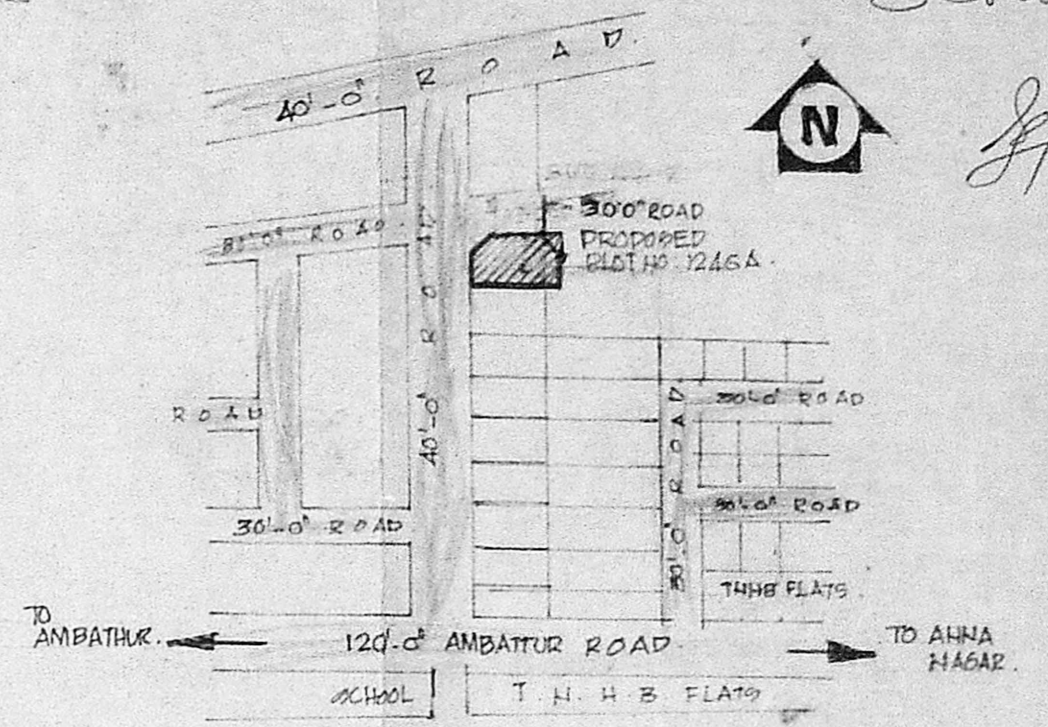 40'-0" ROAD.
N
30'0" ROAD
PROPOSED
PLOT NO: 1246A.
30'-0" ROAD
40'-0" ROAD
ROAD
30'-0" ROAD
30'-0" ROAD
30'-0" ROAD
30'-0" ROAD
TNHB FLATS.
TO
AMBATHUR.
120'-0" AMBATTUR ROAD.
TO ANNA
NAGAR.
SCHOOL
T.N.H.B FLATS